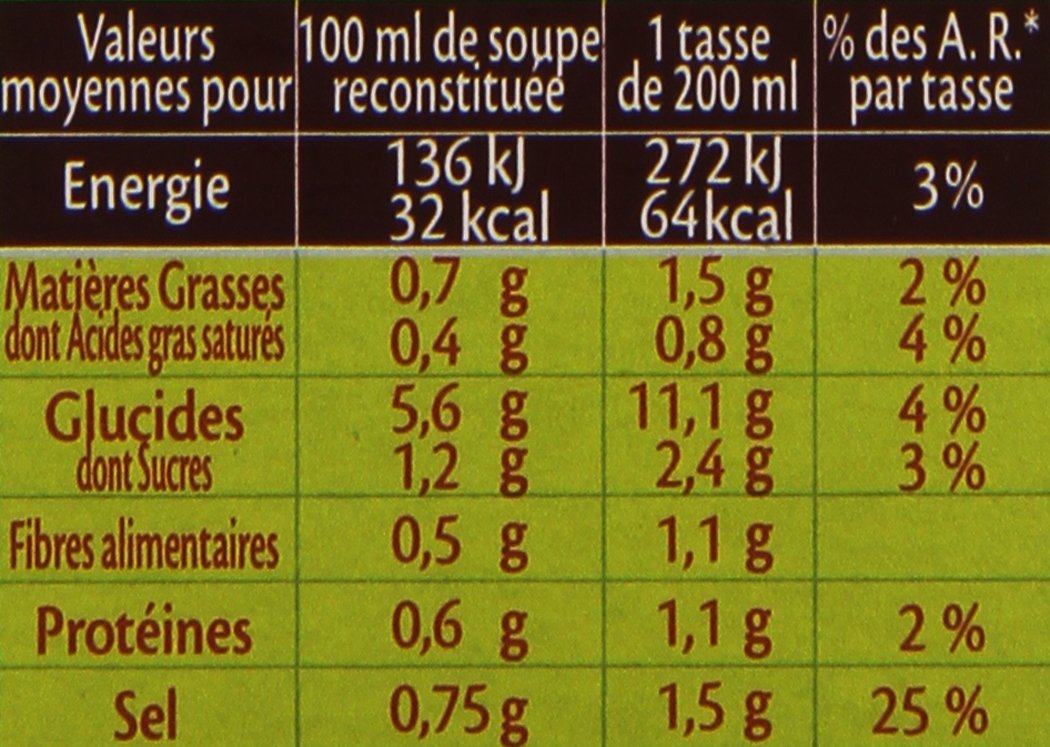 Valeurs moyennes pour | 100 ml de soupe reconstituée | 1 tasse de 200 ml | % des A. R.* par tasse
Energie | 136 kJ 32 kcal | 272 kJ 64 kcal | 3%
Matières Grasses | 0,7 g | 1,5 g | 2 %
dont Acides gras saturés | 0,4 g | 0,8 g | 4 %
Glucides | 5,6 g | 11,1 g | 4 %
dont Sucres | 1,2 g | 2,4 g | 3 %
Fibres alimentaires | 0,5 g | 1,1 g
Protéines | 0,6 g | 1,1 g | 2 %
Sel | 0,75 g | 1,5 g | 25 %